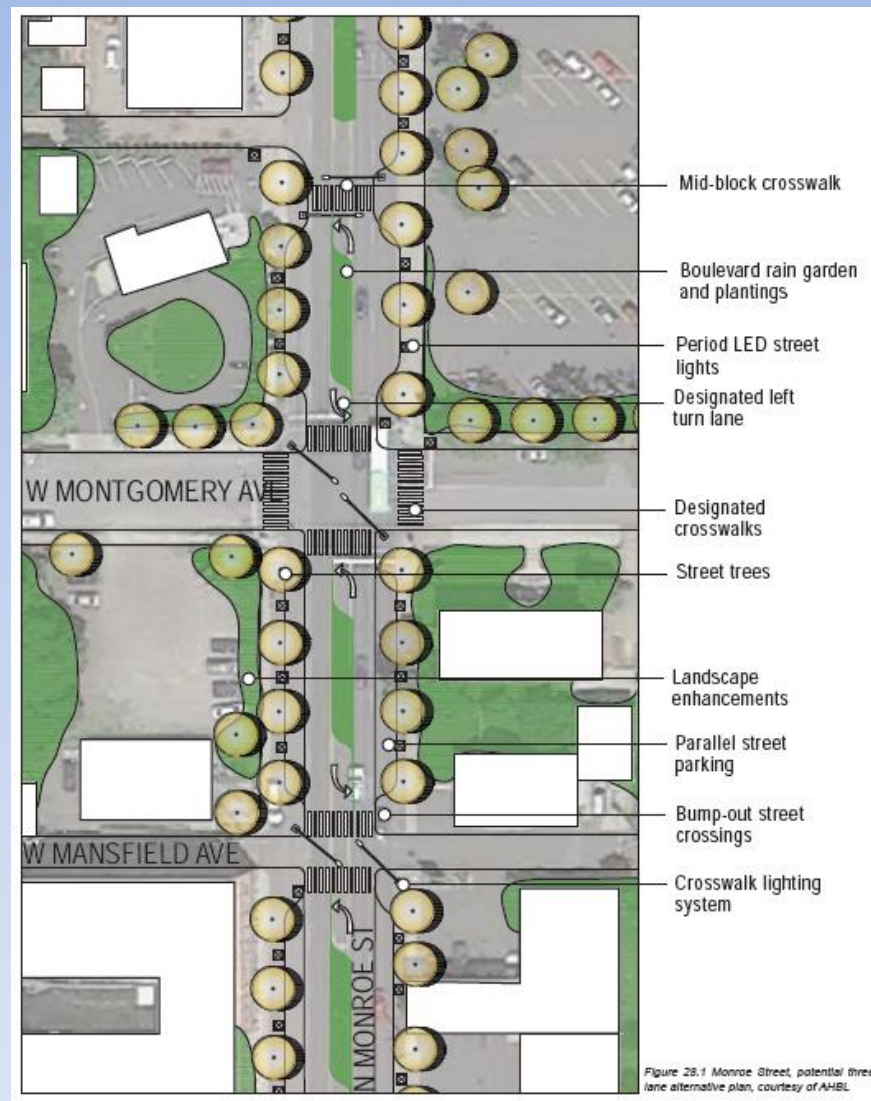 Mid-block crosswalk
Boulevard rain garden
and plantings
Period LED street
lights
Designated left
turn lane
W MONTGOMERY AVE
Designated
crosswalks
Street trees
Landscape
enhancements
Parallel street
parking
Bump-out street
crossings
W MANSFIELD AVE
Crosswalk lighting
system
N MONROE ST
Figure 28.1 Monroe Street, potential three
lane alternative plan, courtesy of AHBL